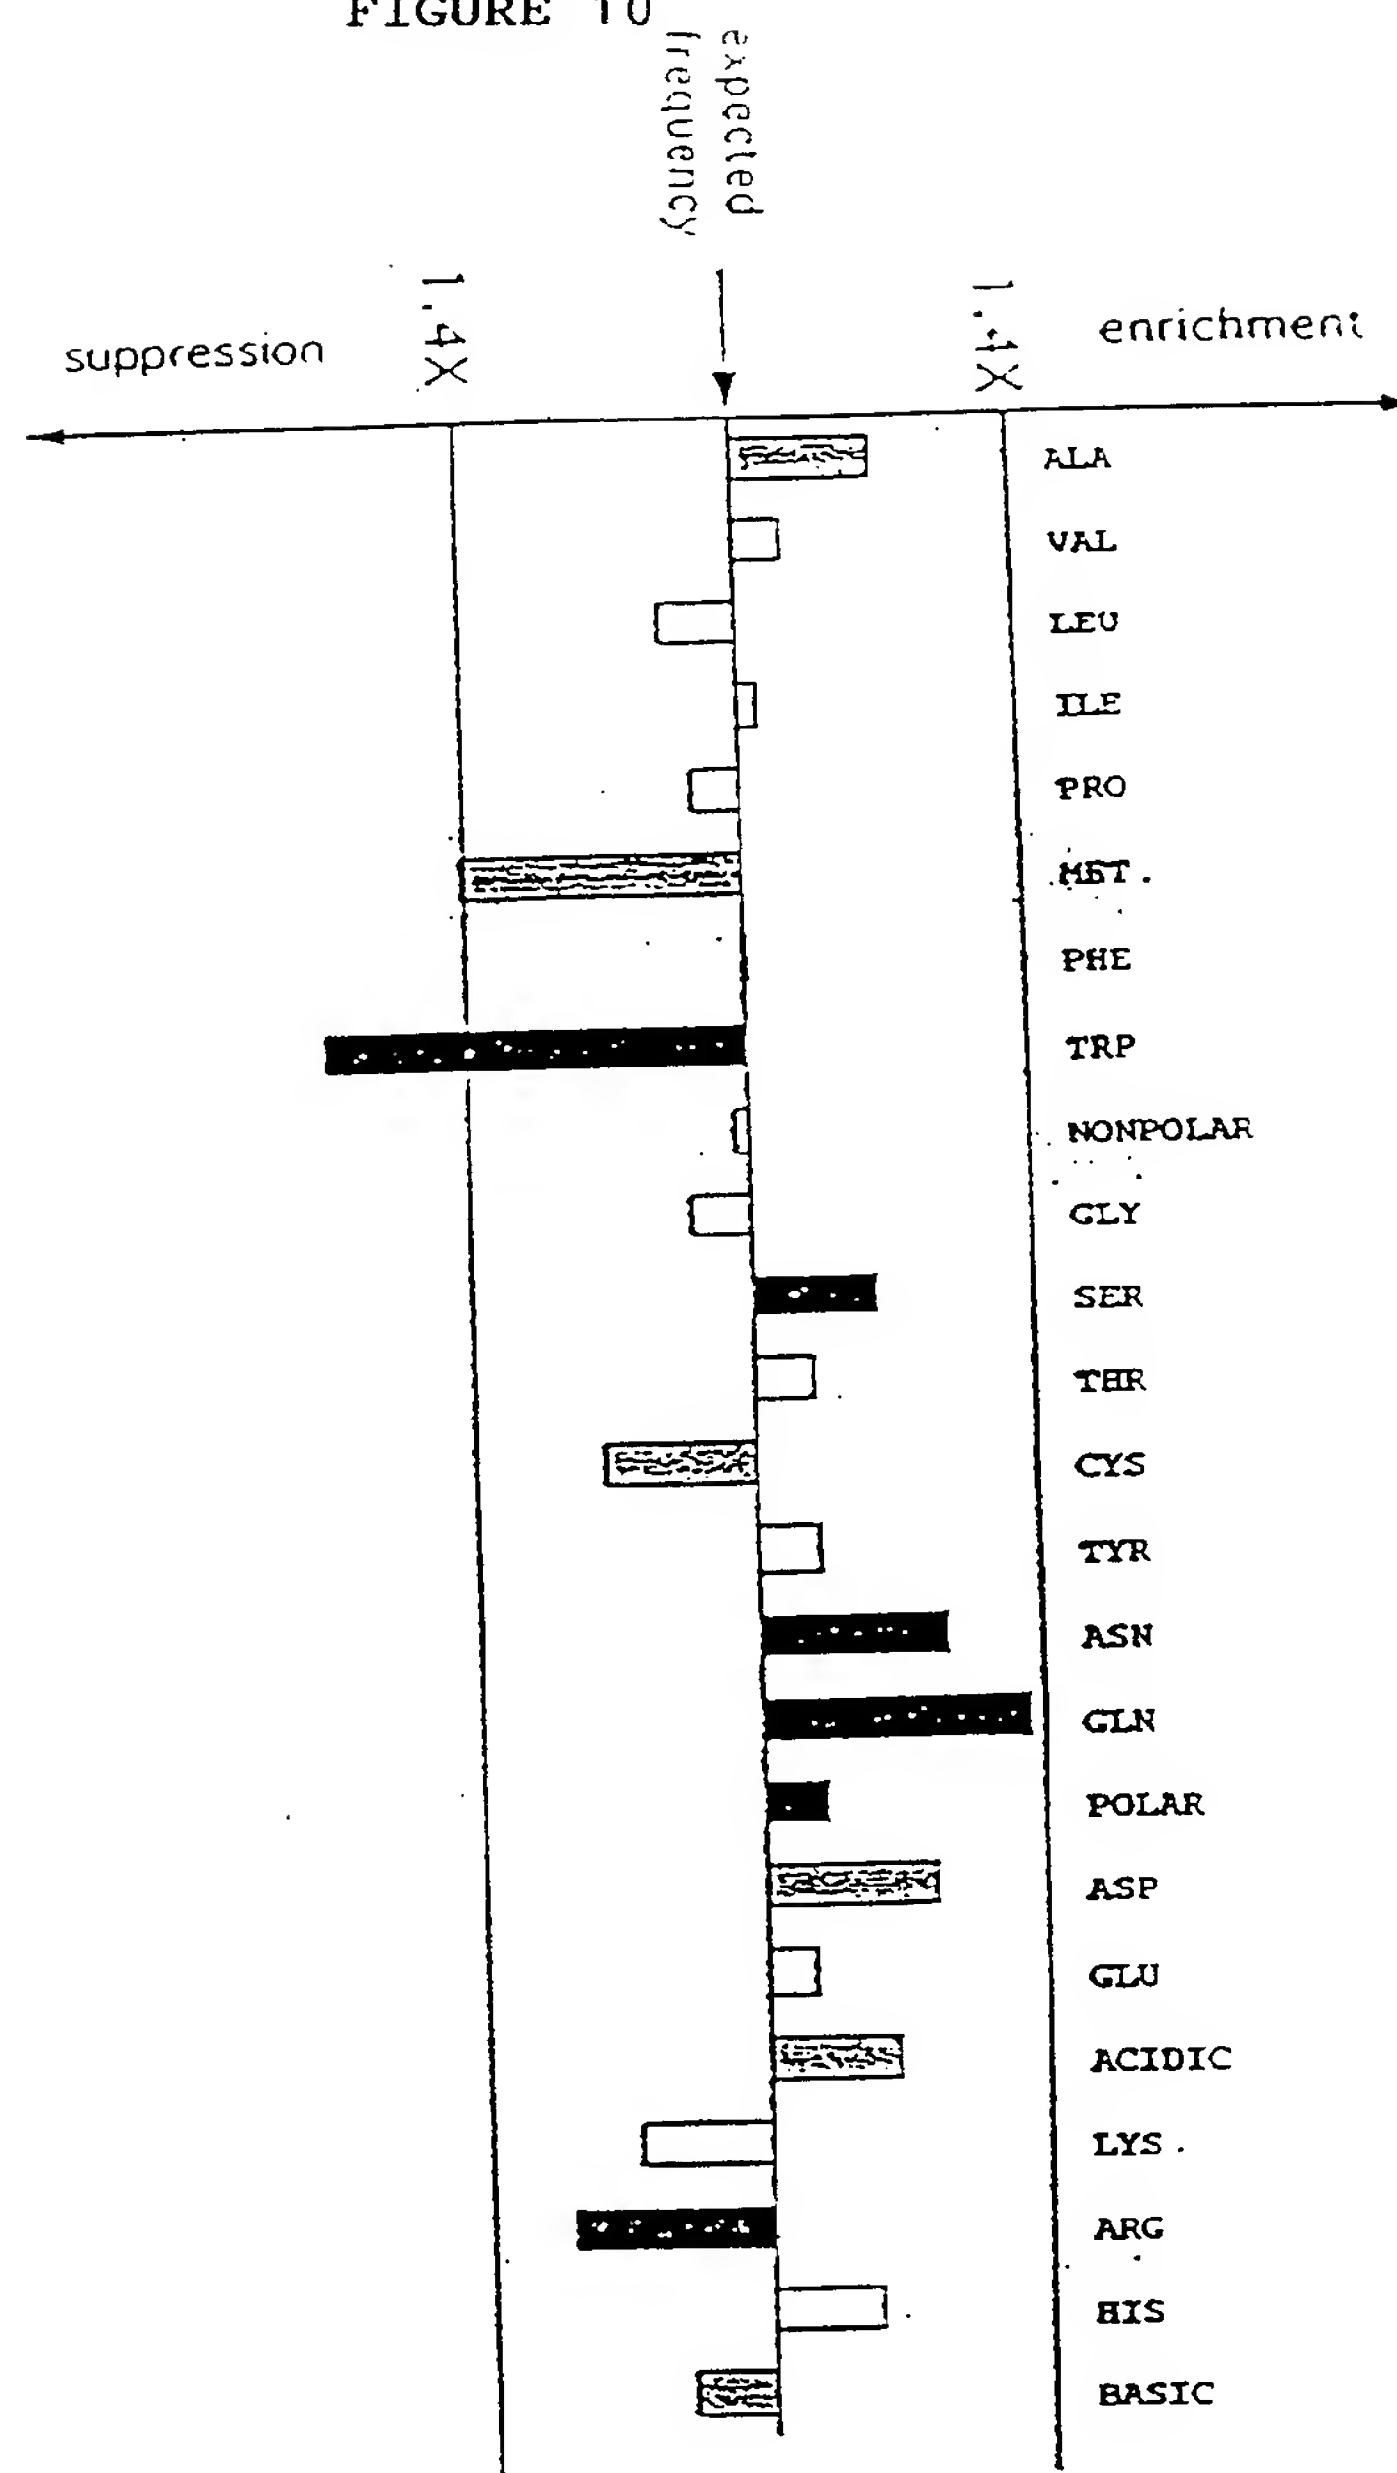 FIGURE 10
expected
frequency
suppression
1.4X
1.4X
enrichment
ALA
VAL
LEU
ILE
PRO
MET.
PHE
TRP
NONPOLAR
GLY
SER
THR
CYS
TYR
ASN
GLN
POLAR
ASP
GLU
ACIDIC
LYS.
ARG
HIS
BASIC